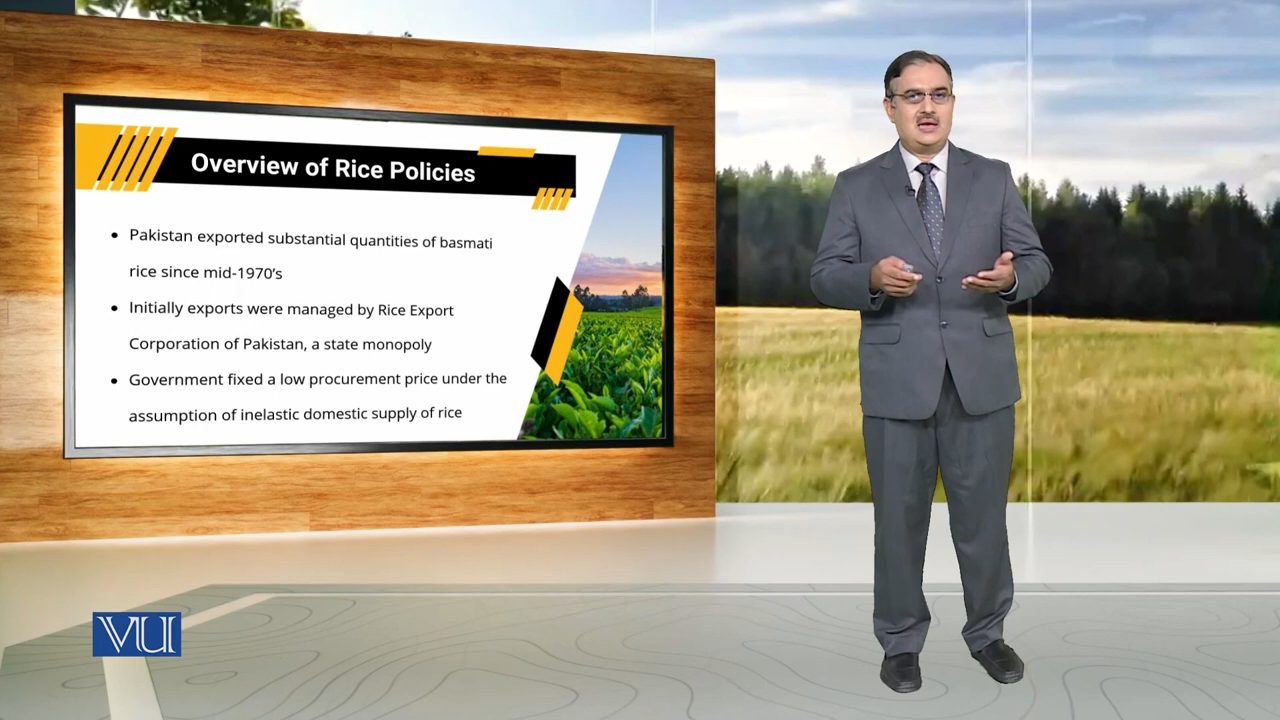 Overview of Rice Policies
• Pakistan exported substantial quantities of basmati
rice since mid-1970's
• Initially exports were managed by Rice Export
Corporation of Pakistan, a state monopoly
• Government fixed a low procurement price under the
assumption of inelastic domestic supply of rice
VU